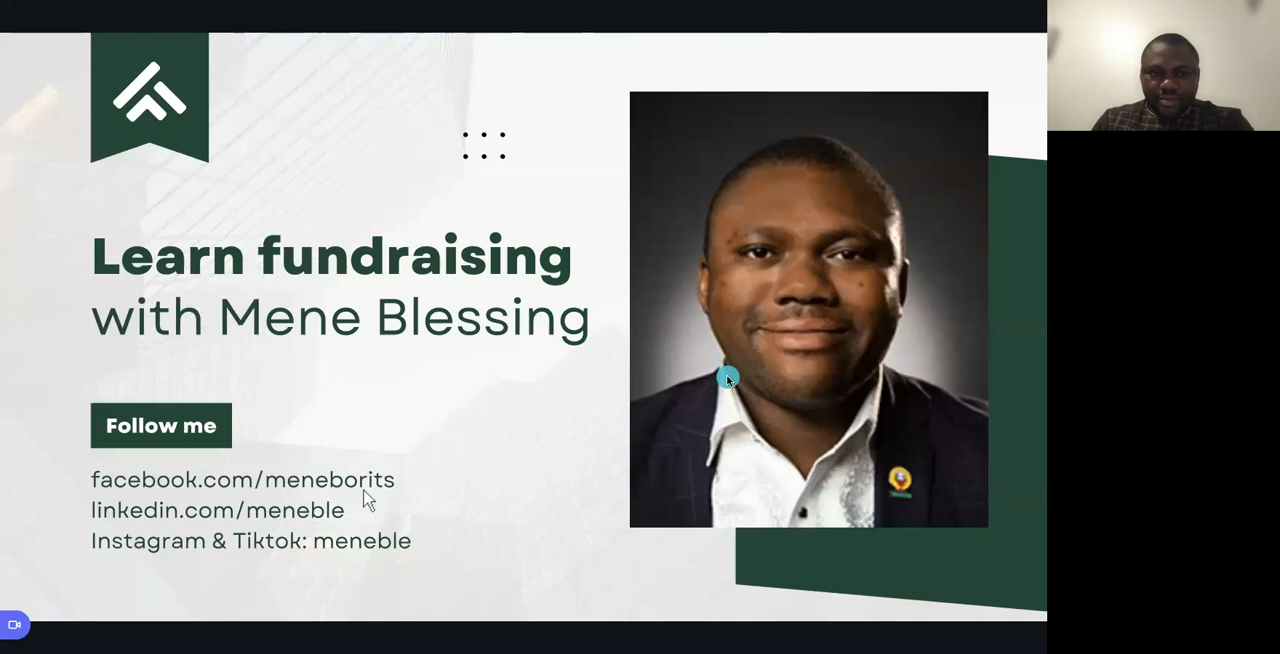 Learn fundraising
with Mene Blessing
Follow me
facebook.com/meneborits
linkedin.com/meneble
Instagram & Tiktok: meneble